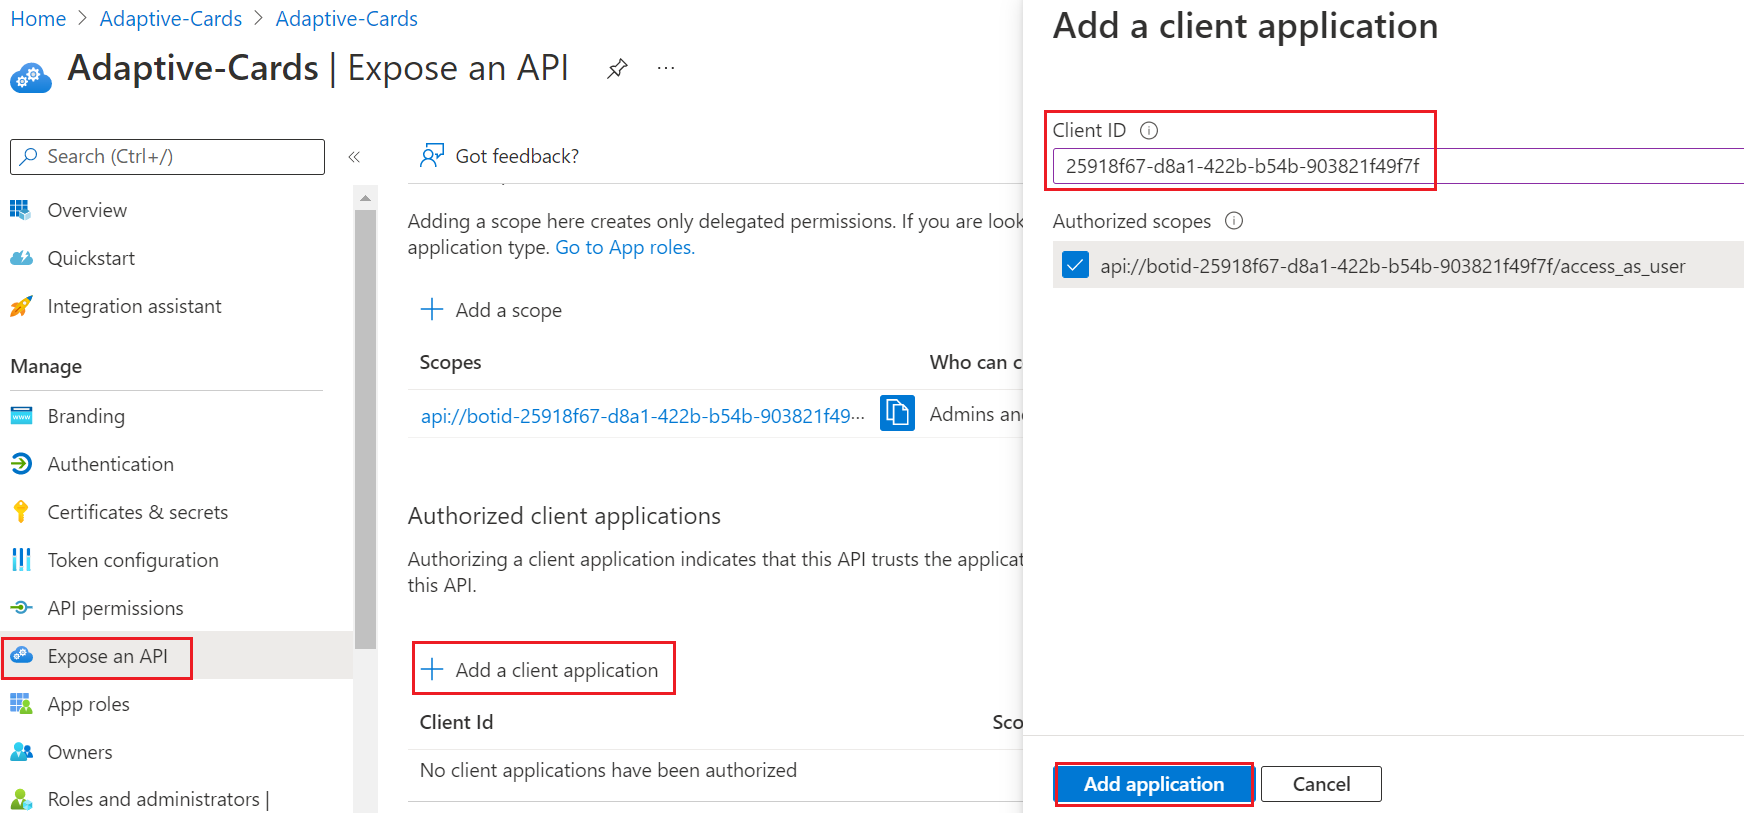 Home > Adaptive-Cards > Adaptive-Cards
Adaptive-Cards | Expose an API ...
Search (Ctrl+/)
«
Overview
Quickstart
Integration assistant
Manage
Branding
Authentication
Certificates & secrets
Token configuration
API permissions
Expose an API
App roles
Owners
Roles and administrators |
Got feedback?
Adding a scope here creates only delegated permissions. If you are look
application type. Go to App roles.
Add a scope
Scopes Who can c
api://botid-25918f67-d8a1-422b-b54b-903821f49... Admins an
Authorized client applications
Authorizing a client application indicates that this API trusts the applicat
this API.
Add a client application
Client Id Sco
No client applications have been authorized
Add a client application
Client ID
25918f67-d8a1-422b-b54b-903821f49f7f
Authorized scopes
api://botid-25918f67-d8a1-422b-b54b-903821f49f7f/access_as_user
Add application Cancel